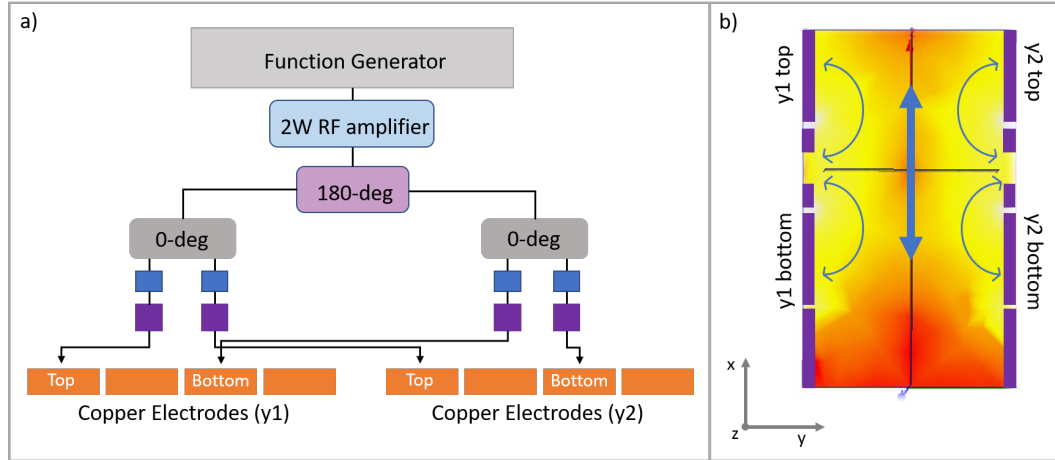 a)
Function Generator
2W RF amplifier
180-deg
0-deg
0-deg
Top
Bottom
Top
Bottom
Copper Electrodes (y1)
Copper Electrodes (y2)
b)
y1 top
y2 top
y1 bottom
y2 bottom
x
z
y